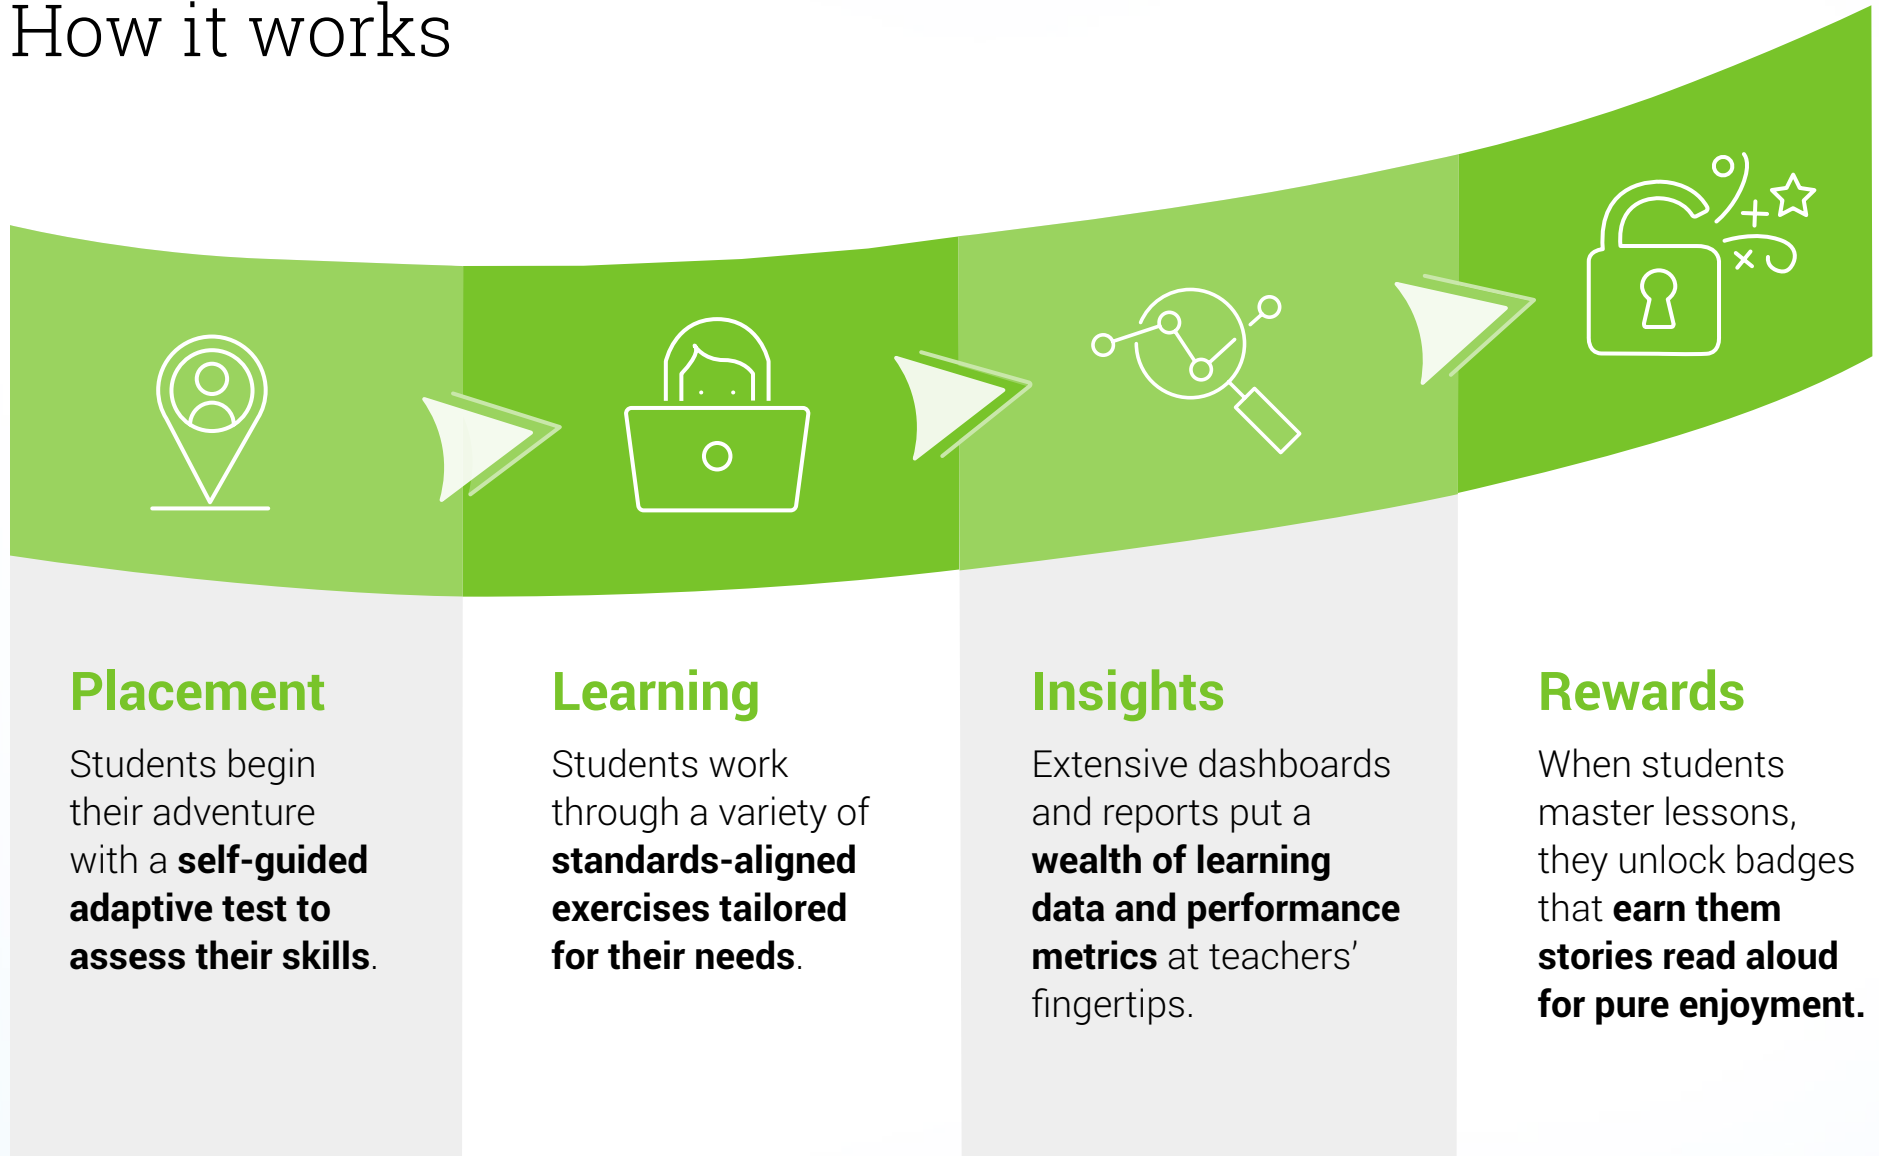 How it works
Placement
Students begin
their adventure
with a self-guided
adaptive test to
assess their skills.
Learning
Students work
through a variety of
standards-aligned
exercises tailored
for their needs.
Insights
Extensive dashboards
and reports put a
wealth of learning
data and performance
metrics at teachers’
fingertips.
Rewards
When students
master lessons,
they unlock badges
that earn them
stories read aloud
for pure enjoyment.